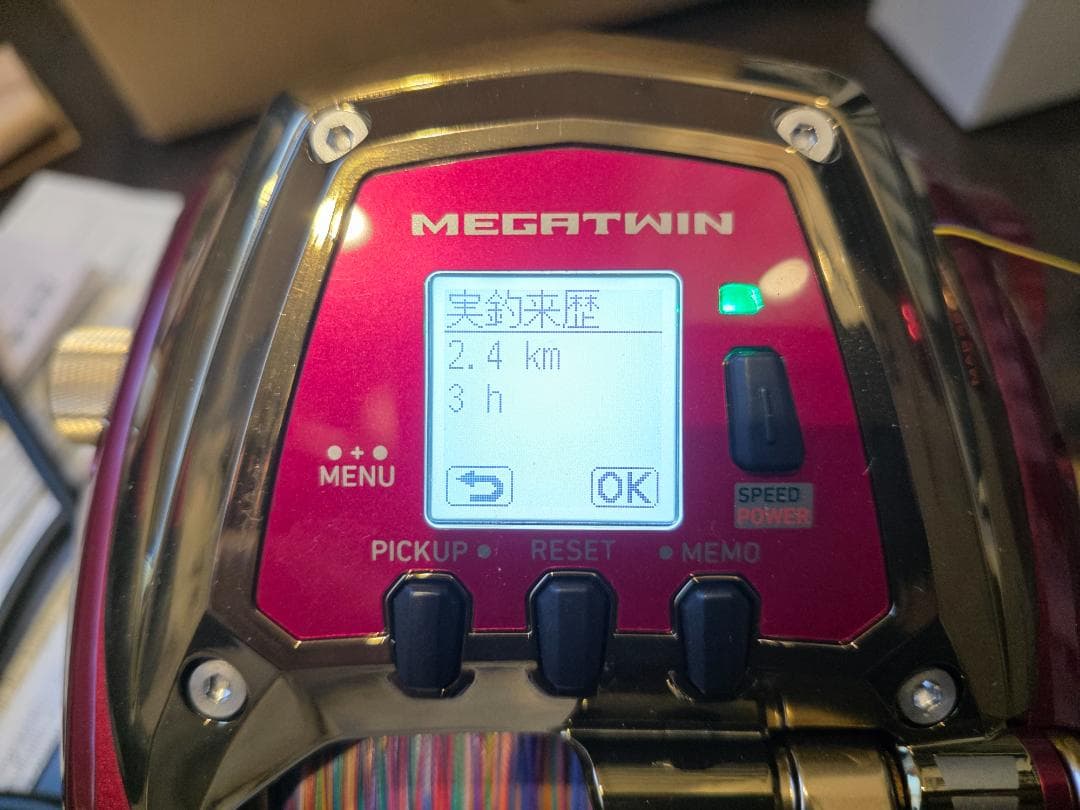 MEGATWIN
実釣来歴
2.4 km
3 h
●+●
MENU
OK
SPEED
POWER
PICKUP ●
RESET
● MEMO